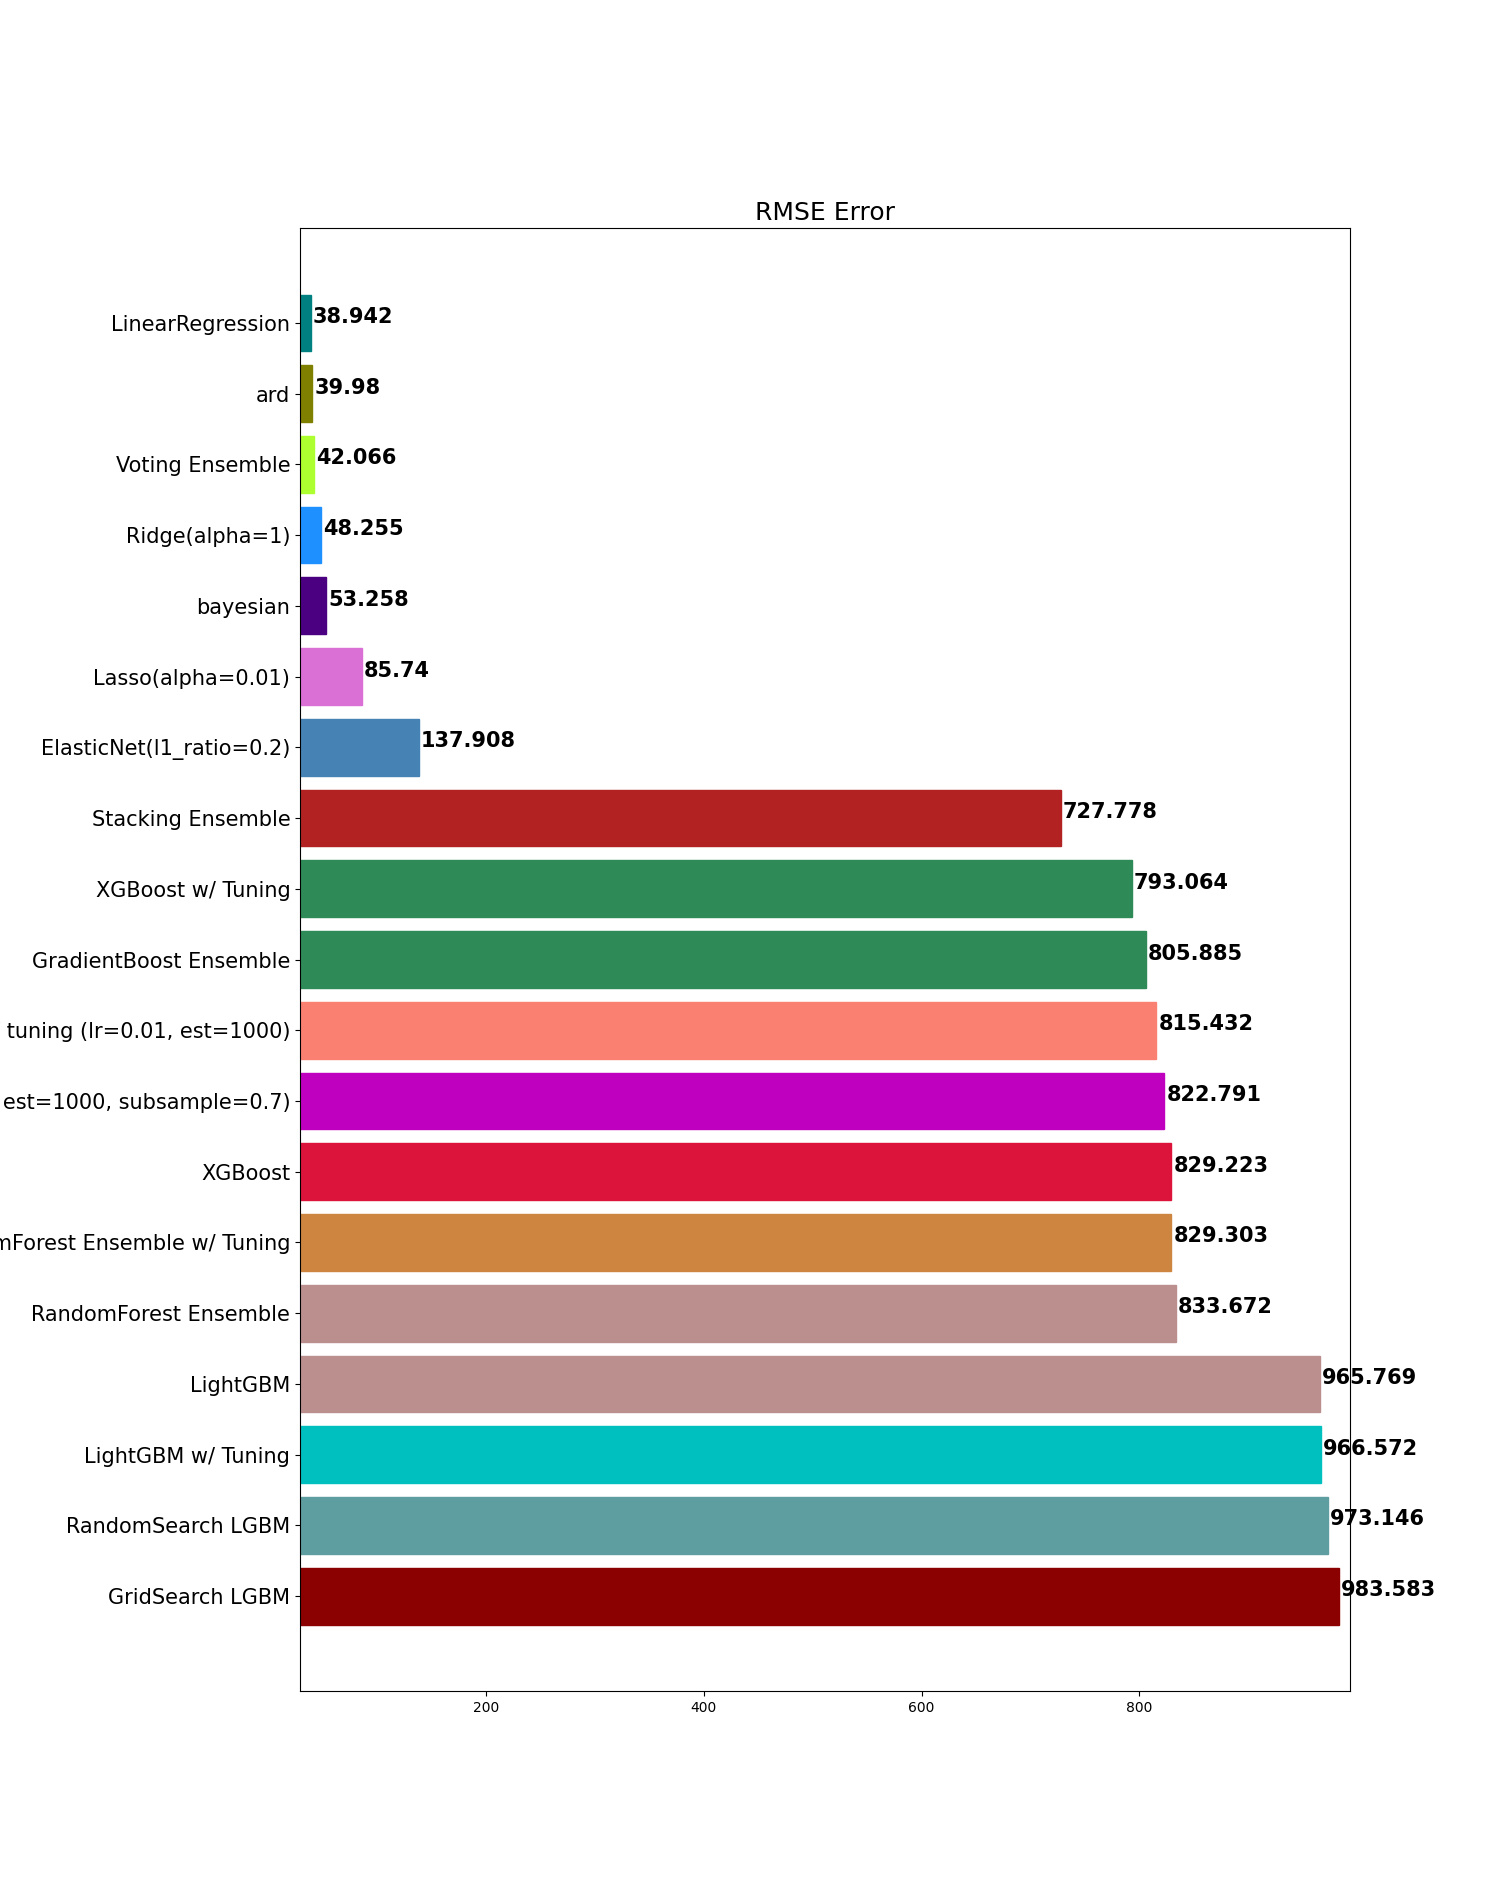 RMSE Error
LinearRegression 38.942
ard 39.98
Voting Ensemble 42.066
Ridge(alpha=1) 48.255
bayesian 53.258
Lasso(alpha=0.01) 85.74
ElasticNet(l1_ratio=0.2) 137.908
Stacking Ensemble 727.778
XGBoost w/ Tuning 793.064
GradientBoost Ensemble 805.885
tuning (lr=0.01, est=1000) 815.432
est=1000, subsample=0.7) 822.791
XGBoost 829.223
mForest Ensemble w/ Tuning 829.303
RandomForest Ensemble 833.672
LightGBM 965.769
LightGBM w/ Tuning 966.572
RandomSearch LGBM 973.146
GridSearch LGBM 983.583
200 400 600 800